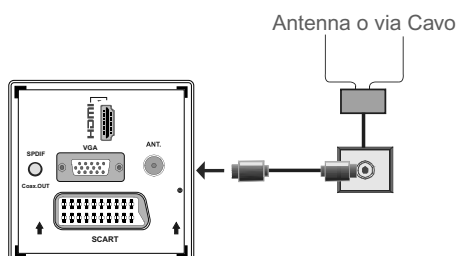 Antenna o via Cavo
HDMI
VGA
ANT.
SPDIF
Coax.OUT
SCART